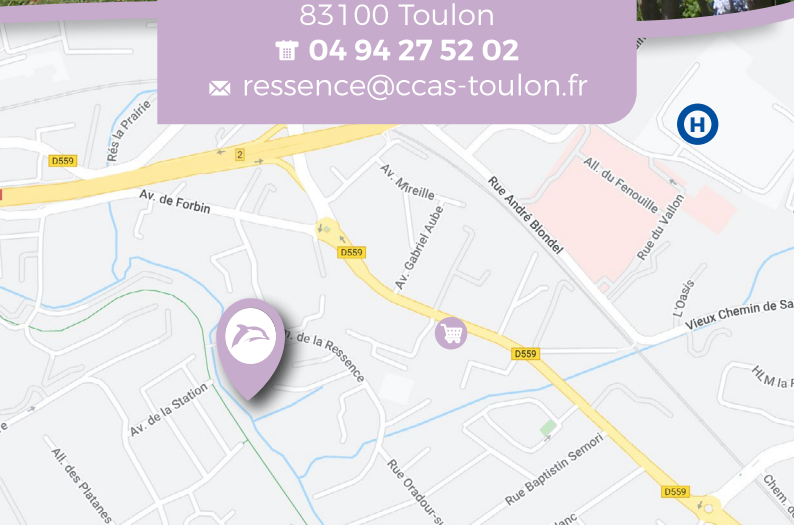 83100 Toulon
04 94 27 52 02
ressence@ccas-toulon.fr
H
Rés la Prairie
D559
2
All. du Fenouille
Av. Mireille
Av. de Forbin
Rue André Blondel
Rue du Vallon
Av. Gabriel Aube
D559
L'Oasis
Vieux Chemin de Sa
de la Ressence
D559
HLM la
Av. de la Station
Rue Baptistin Semori
All. des Platanes
Rue Oradour-su
D559
Chem.